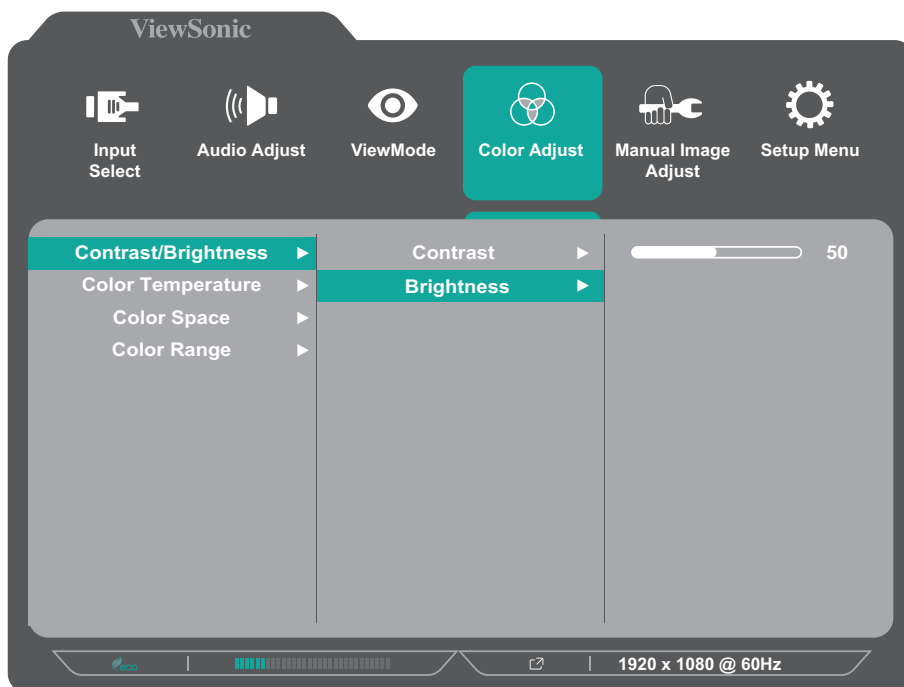 ViewSonic
Input Select
Audio Adjust
ViewMode
Color Adjust
Manual Image Adjust
Setup Menu
Contrast/Brightness
Contrast
50
Color Temperature
Brightness
Color Space
Color Range
eco
1920 x 1080 @ 60Hz